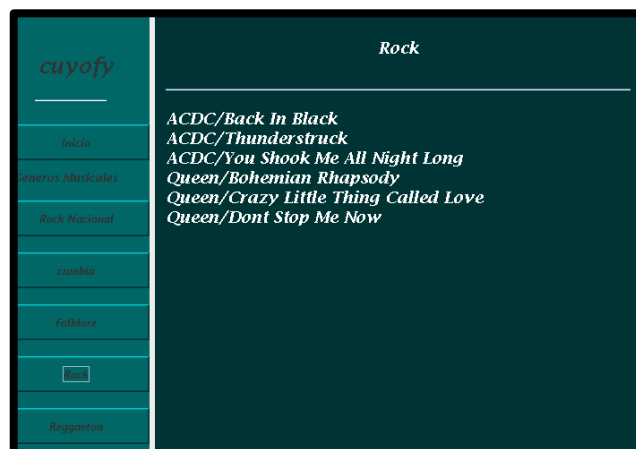 cuyofy
Inicio
Generos Musicales
Rock Nacional
cumbia
Folklore
Rock
Reggaeton
Rock
ACDC/Back In Black
ACDC/Thunderstruck
ACDC/You Shook Me All Night Long
Queen/Bohemian Rhapsody
Queen/Crazy Little Thing Called Love
Queen/Dont Stop Me Now